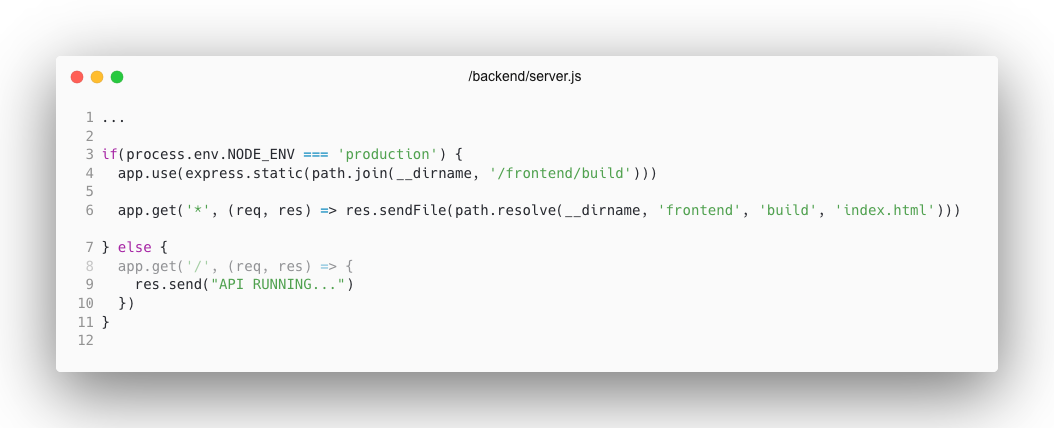 /backend/server.js
1 ...
2
3 if(process.env.NODE_ENV === 'production') {
4   app.use(express.static(path.join(__dirname, '/frontend/build')))
5
6   app.get('*', (req, res) => res.sendFile(path.resolve(__dirname, 'frontend', 'build', 'index.html')))
7 } else {
8   app.get('/', (req, res) => {
9     res.send("API RUNNING...")
10   })
11 }
12